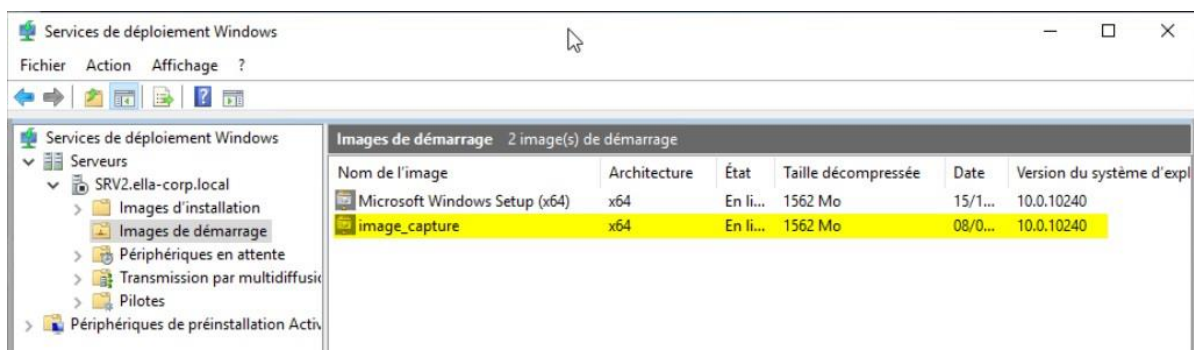 Services de déploiement Windows
Fichier Action Affichage ?
Services de déploiement Windows
Serveurs
SRV2.ella-corp.local
Images d'installation
Images de démarrage
Périphériques en attente
Transmission par multidiffusic
Pilotes
Périphériques de préinstallation Activ
Images de démarrage 2 image(s) de démarrage
Nom de l'image Architecture État Taille décompressée Date Version du système d'expl
Microsoft Windows Setup (x64) x64 En li... 1562 Mo 15/1... 10.0.10240
image_capture x64 En li... 1562 Mo 08/0... 10.0.10240